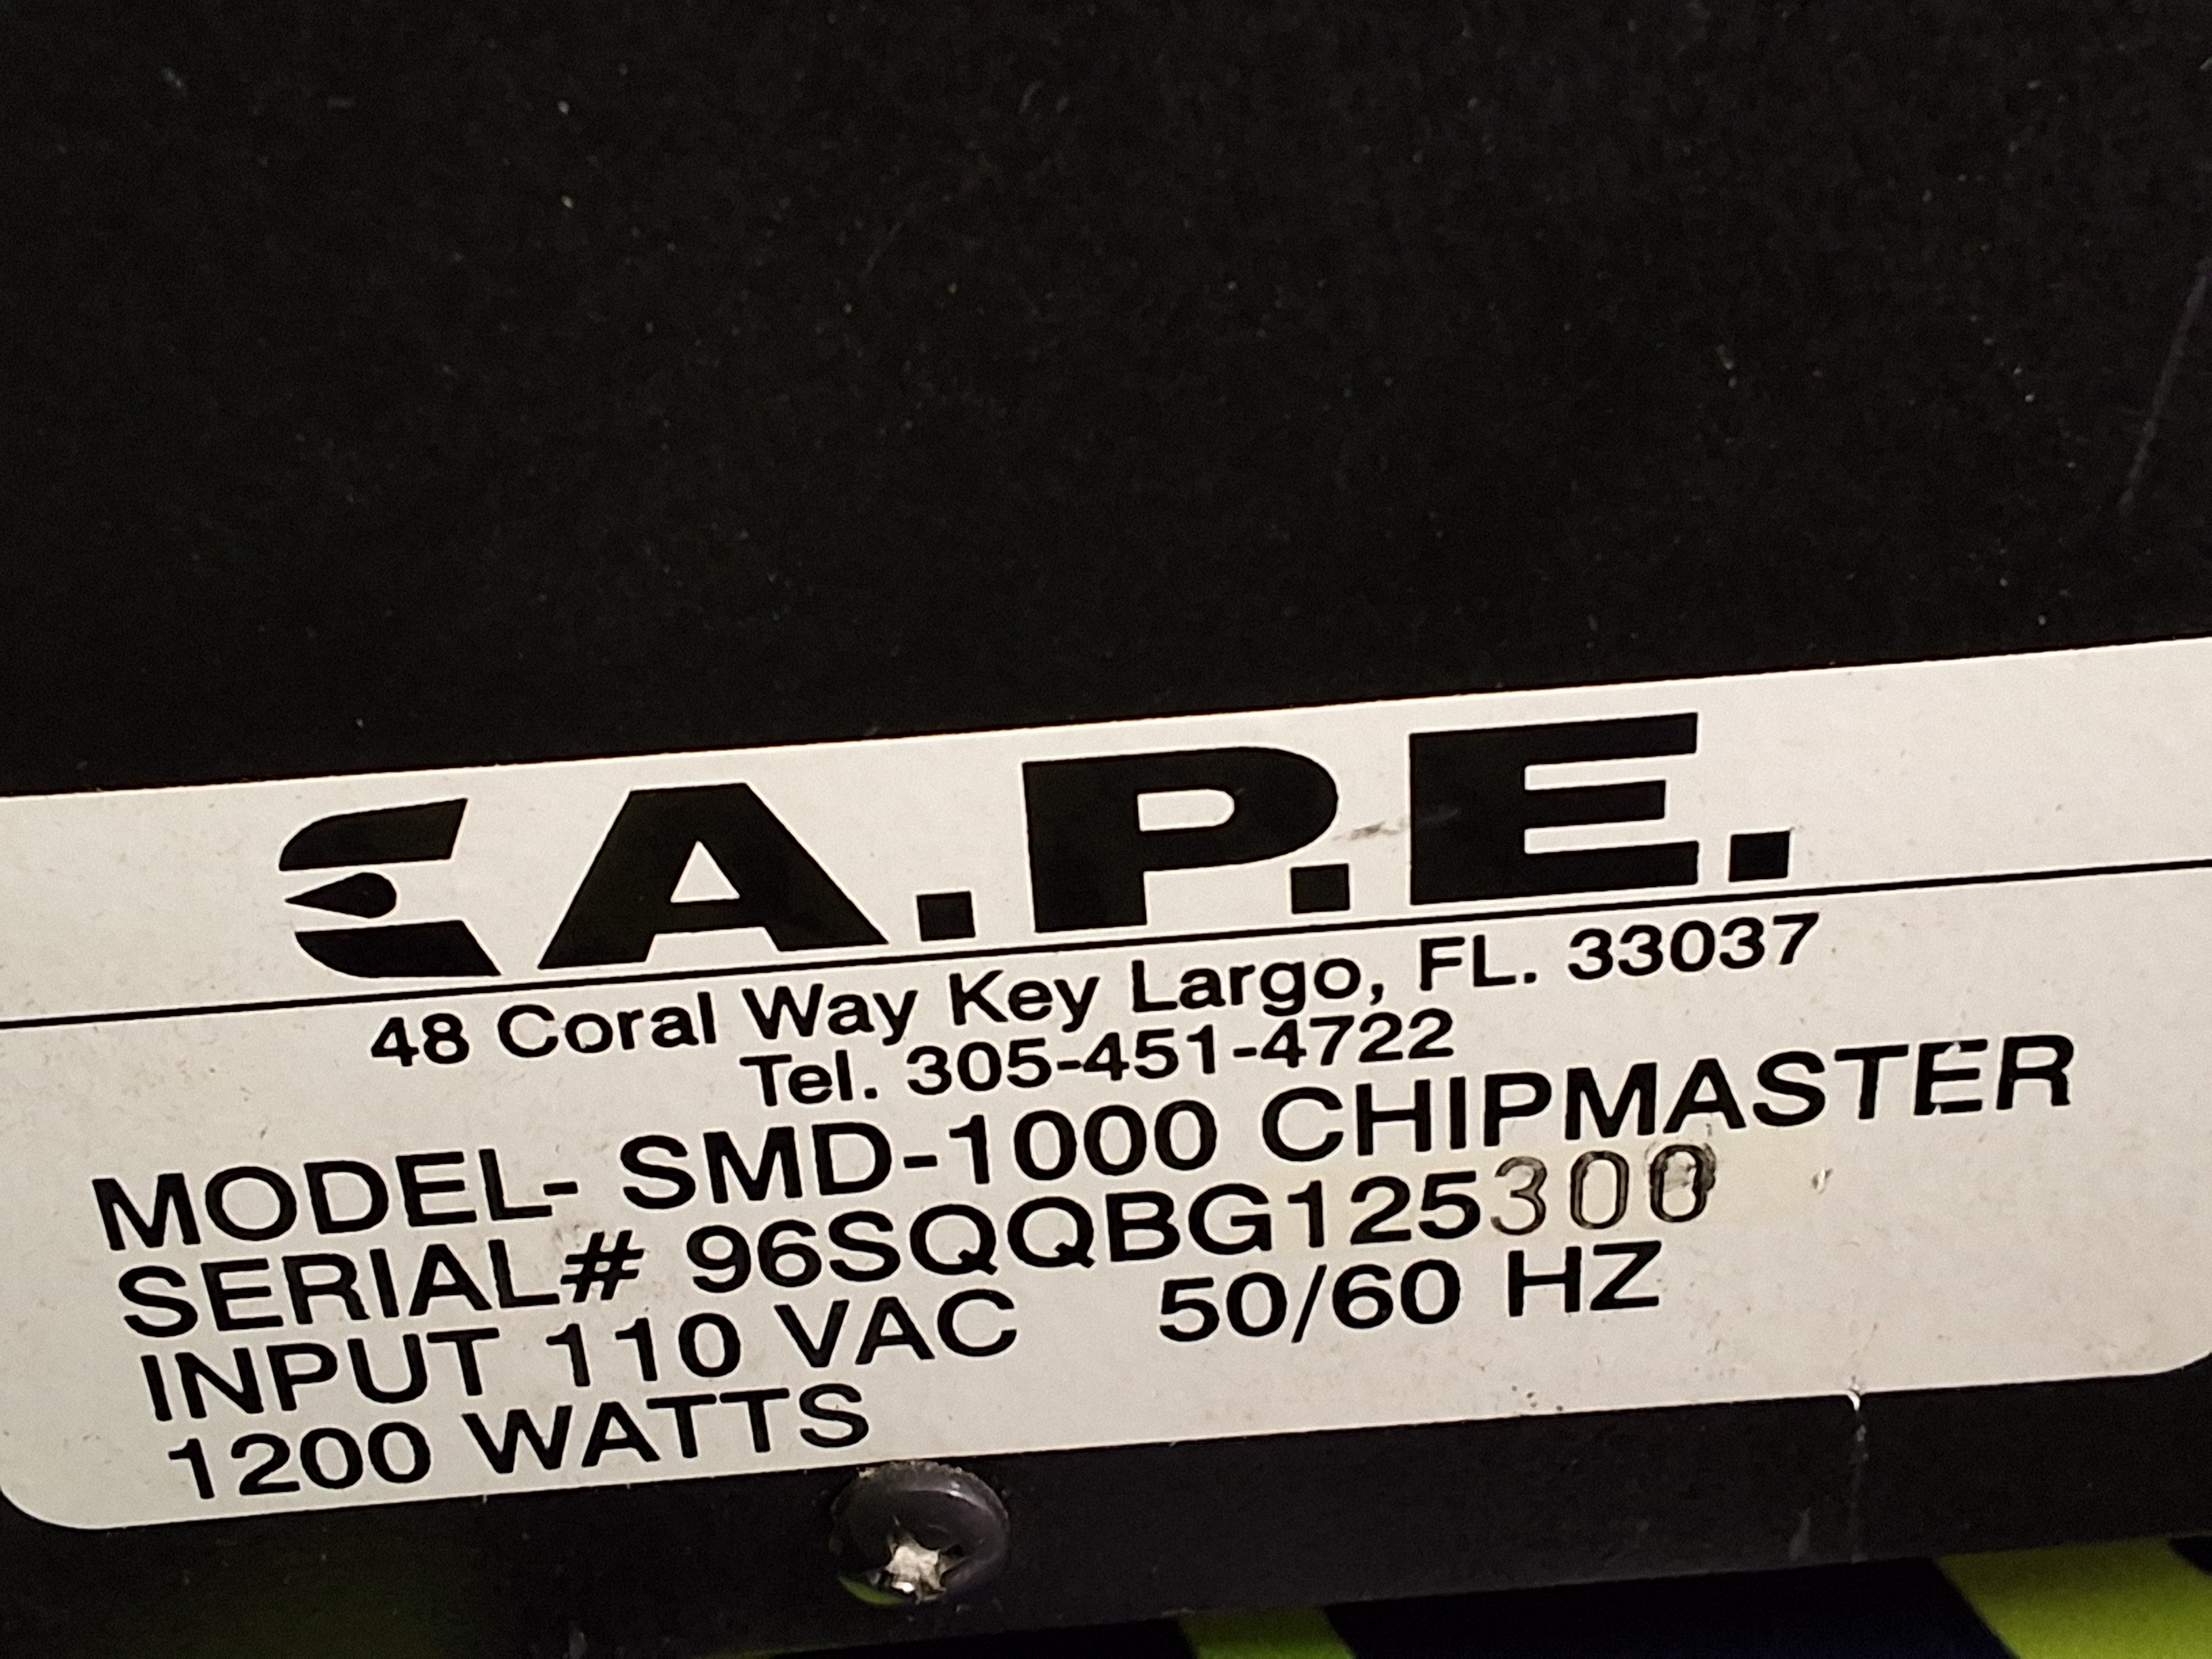 A.P.E.
48 Coral Way Key Largo, FL. 33037
Tel. 305-451-4722
MODEL- SMD-1000 CHIPMASTER
SERIAL# 96SQQBG125300
INPUT 110 VAC 50/60 HZ
1200 WATTS